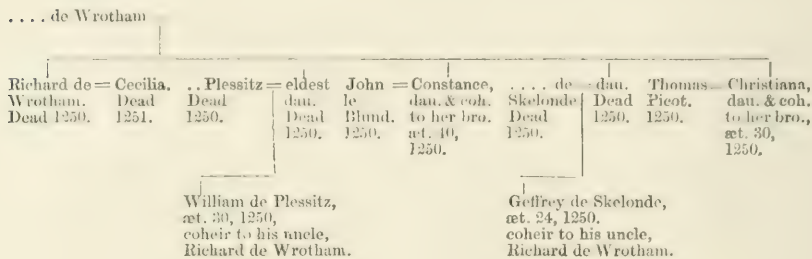 .... de Wrotham
Richard de = Cecilia. ..Plessitz = eldest John = Constance, .... de = dau. Thomas = Christiana,
Wrotham. Dead Dead dau. le dau. & coh. Skelonde Dead Picot. dau. & coh.
Dead 1250. 1251. 1250. Dead Blund. to her bro. Dead 1250. 1250. to her bro.,
1250. 1250. æt. 40, 1250. æt. 30,
1250. 1250.
William de Plessitz, Geffrey de Skelonde,
æt. 30, 1250, æt. 24, 1250.
coheir to his uncle, coheir to his uncle,
Richard de Wrotham. Richard de Wrotham.